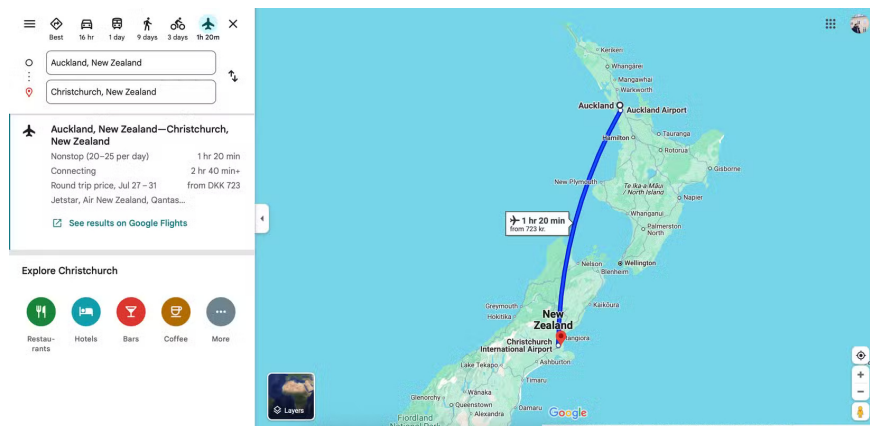 Best
16 hr
1 day
9 days
3 days
1h 20m
Auckland, New Zealand
Christchurch, New Zealand
Auckland, New Zealand—Christchurch,
New Zealand
Nonstop (20–25 per day) 1 hr 20 min
Connecting 2 hr 40 min+
Round trip price, Jul 27 – 31 from DKK 723
Jetstar, Air New Zealand, Qantas...
See results on Google Flights
Explore Christchurch
Restau-
rants
Hotels
Bars
Coffee
More
Layers
Kerikeri
Whangārei
Mangawhai
Warkworth
Auckland
Auckland Airport
Hamilton
Tauranga
Rotorua
Gisborne
New Plymouth
Te Ika-a-Māui
/ North Island
Napier
Whanganui
Palmerston
North
1 hr 20 min
from 723 kr.
Nelson
Wellington
Blenheim
Greymouth
Hokitika
Kaikōura
New
Zealand
Christchurch
International Airport
Rangiora
Ashburton
Lake Tekapo
Timaru
Wānaka
Glenorchy
Queenstown
Oamaru
Alexandra
Fiordland
National Park
Google